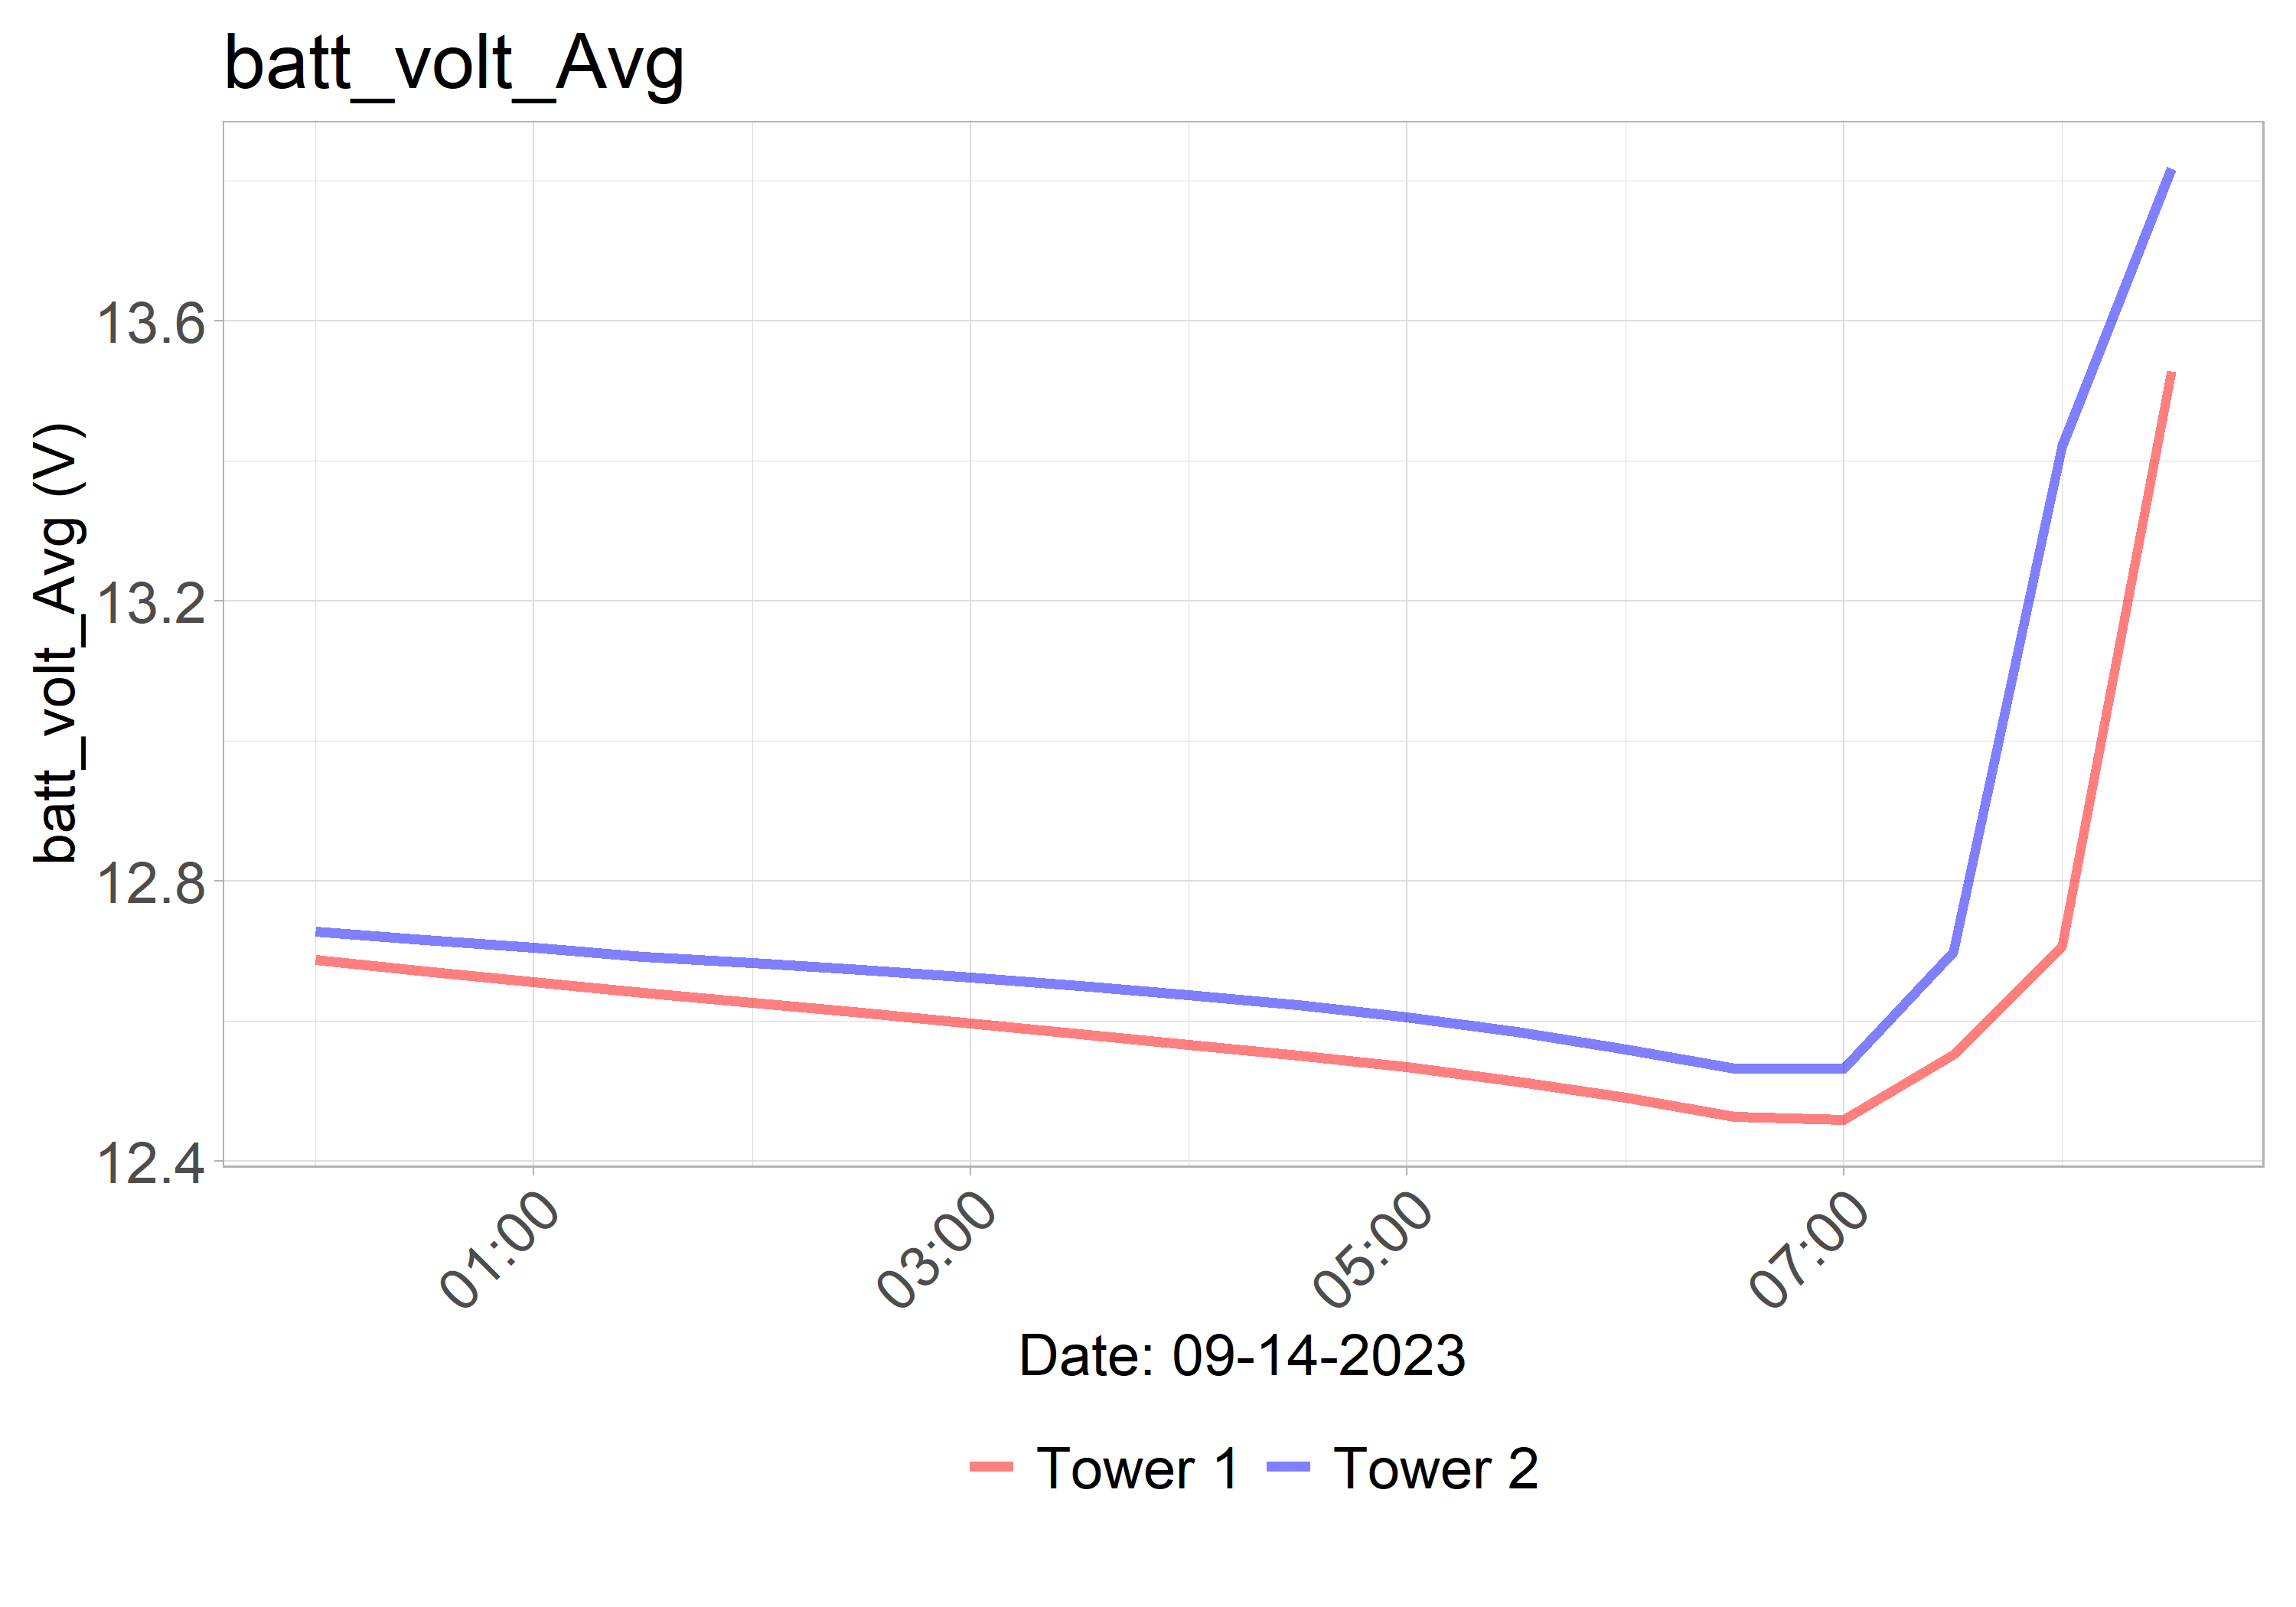 batt_volt_Avg
batt_volt_Avg (V)
13.6
13.2
12.8
12.4
01:00
03:00
05:00
07:00
Date: 09-14-2023
Tower 1
Tower 2